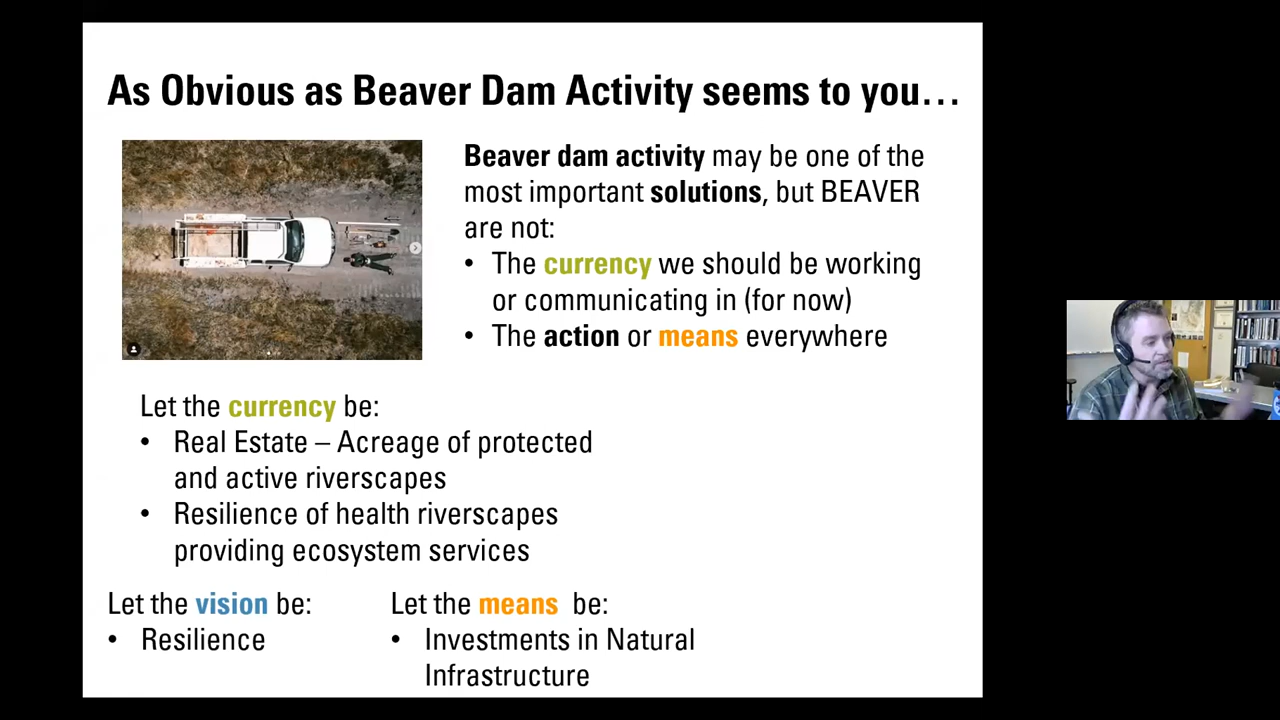 As Obvious as Beaver Dam Activity seems to you…
Beaver dam activity may be one of the
most important solutions, but BEAVER
are not:
• The currency we should be working
or communicating in (for now)
• The action or means everywhere
Let the currency be:
• Real Estate – Acreage of protected
and active riverscapes
• Resilience of health riverscapes
providing ecosystem services
Let the vision be:
• Resilience
Let the means be:
• Investments in Natural
Infrastructure